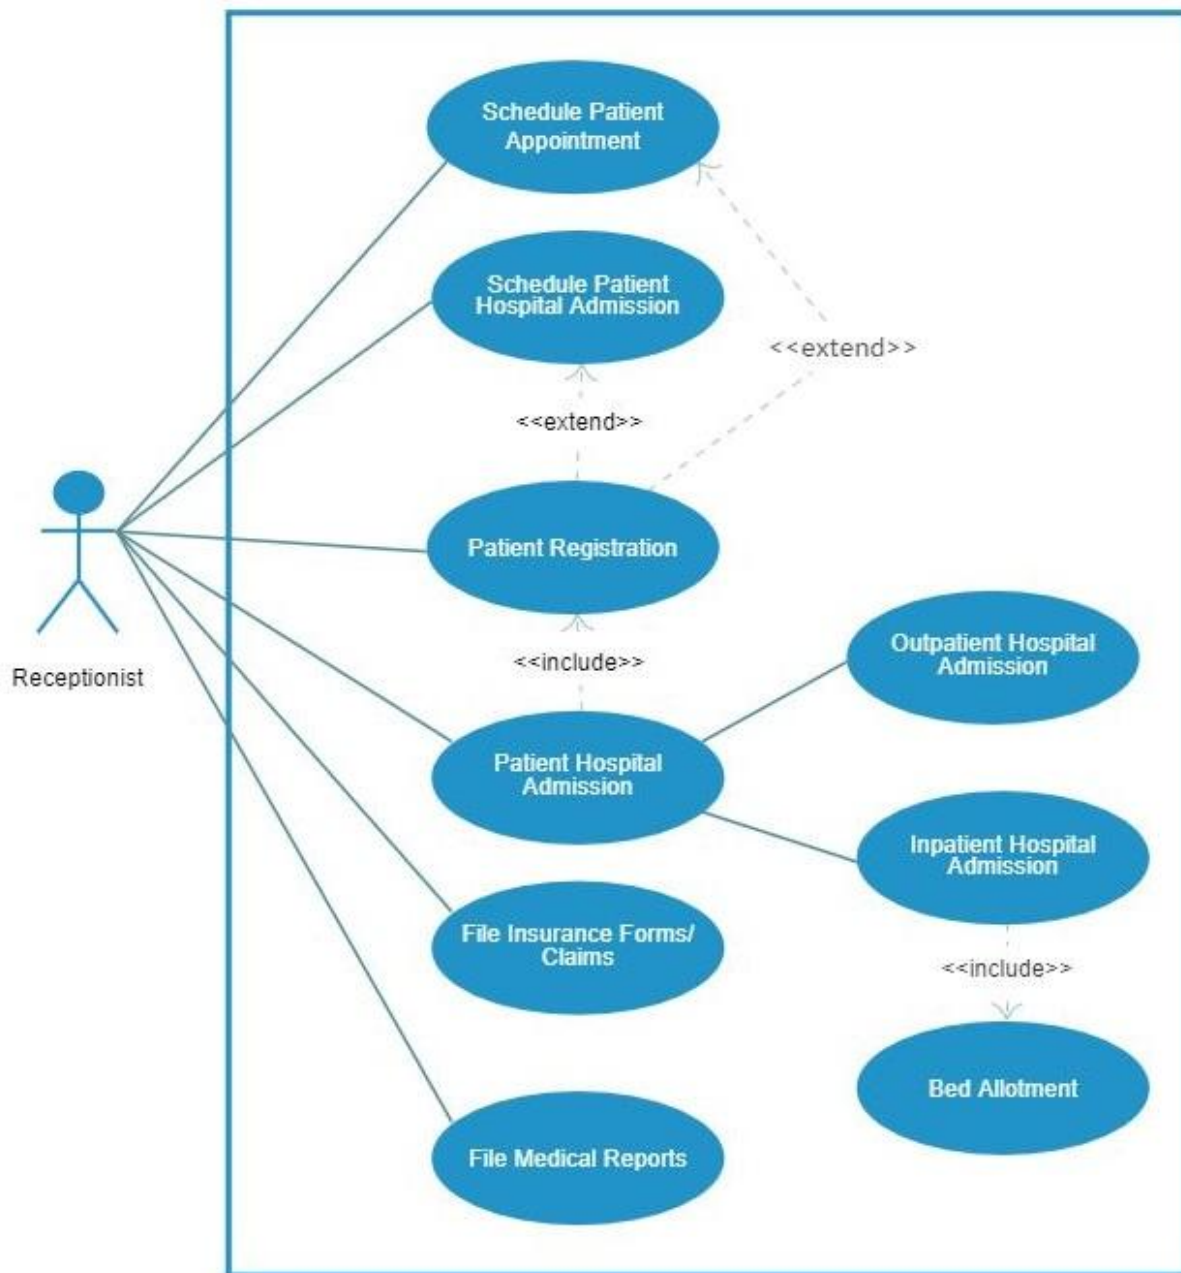 Schedule Patient
Appointment
Schedule Patient
Hospital Admission
<<extend>>
<<extend>>
Patient Registration
Receptionist
<<include>>
Outpatient Hospital
Admission
Patient Hospital
Admission
Inpatient Hospital
Admission
File Insurance Forms/
Claims
<<include>>
Bed Allotment
File Medical Reports